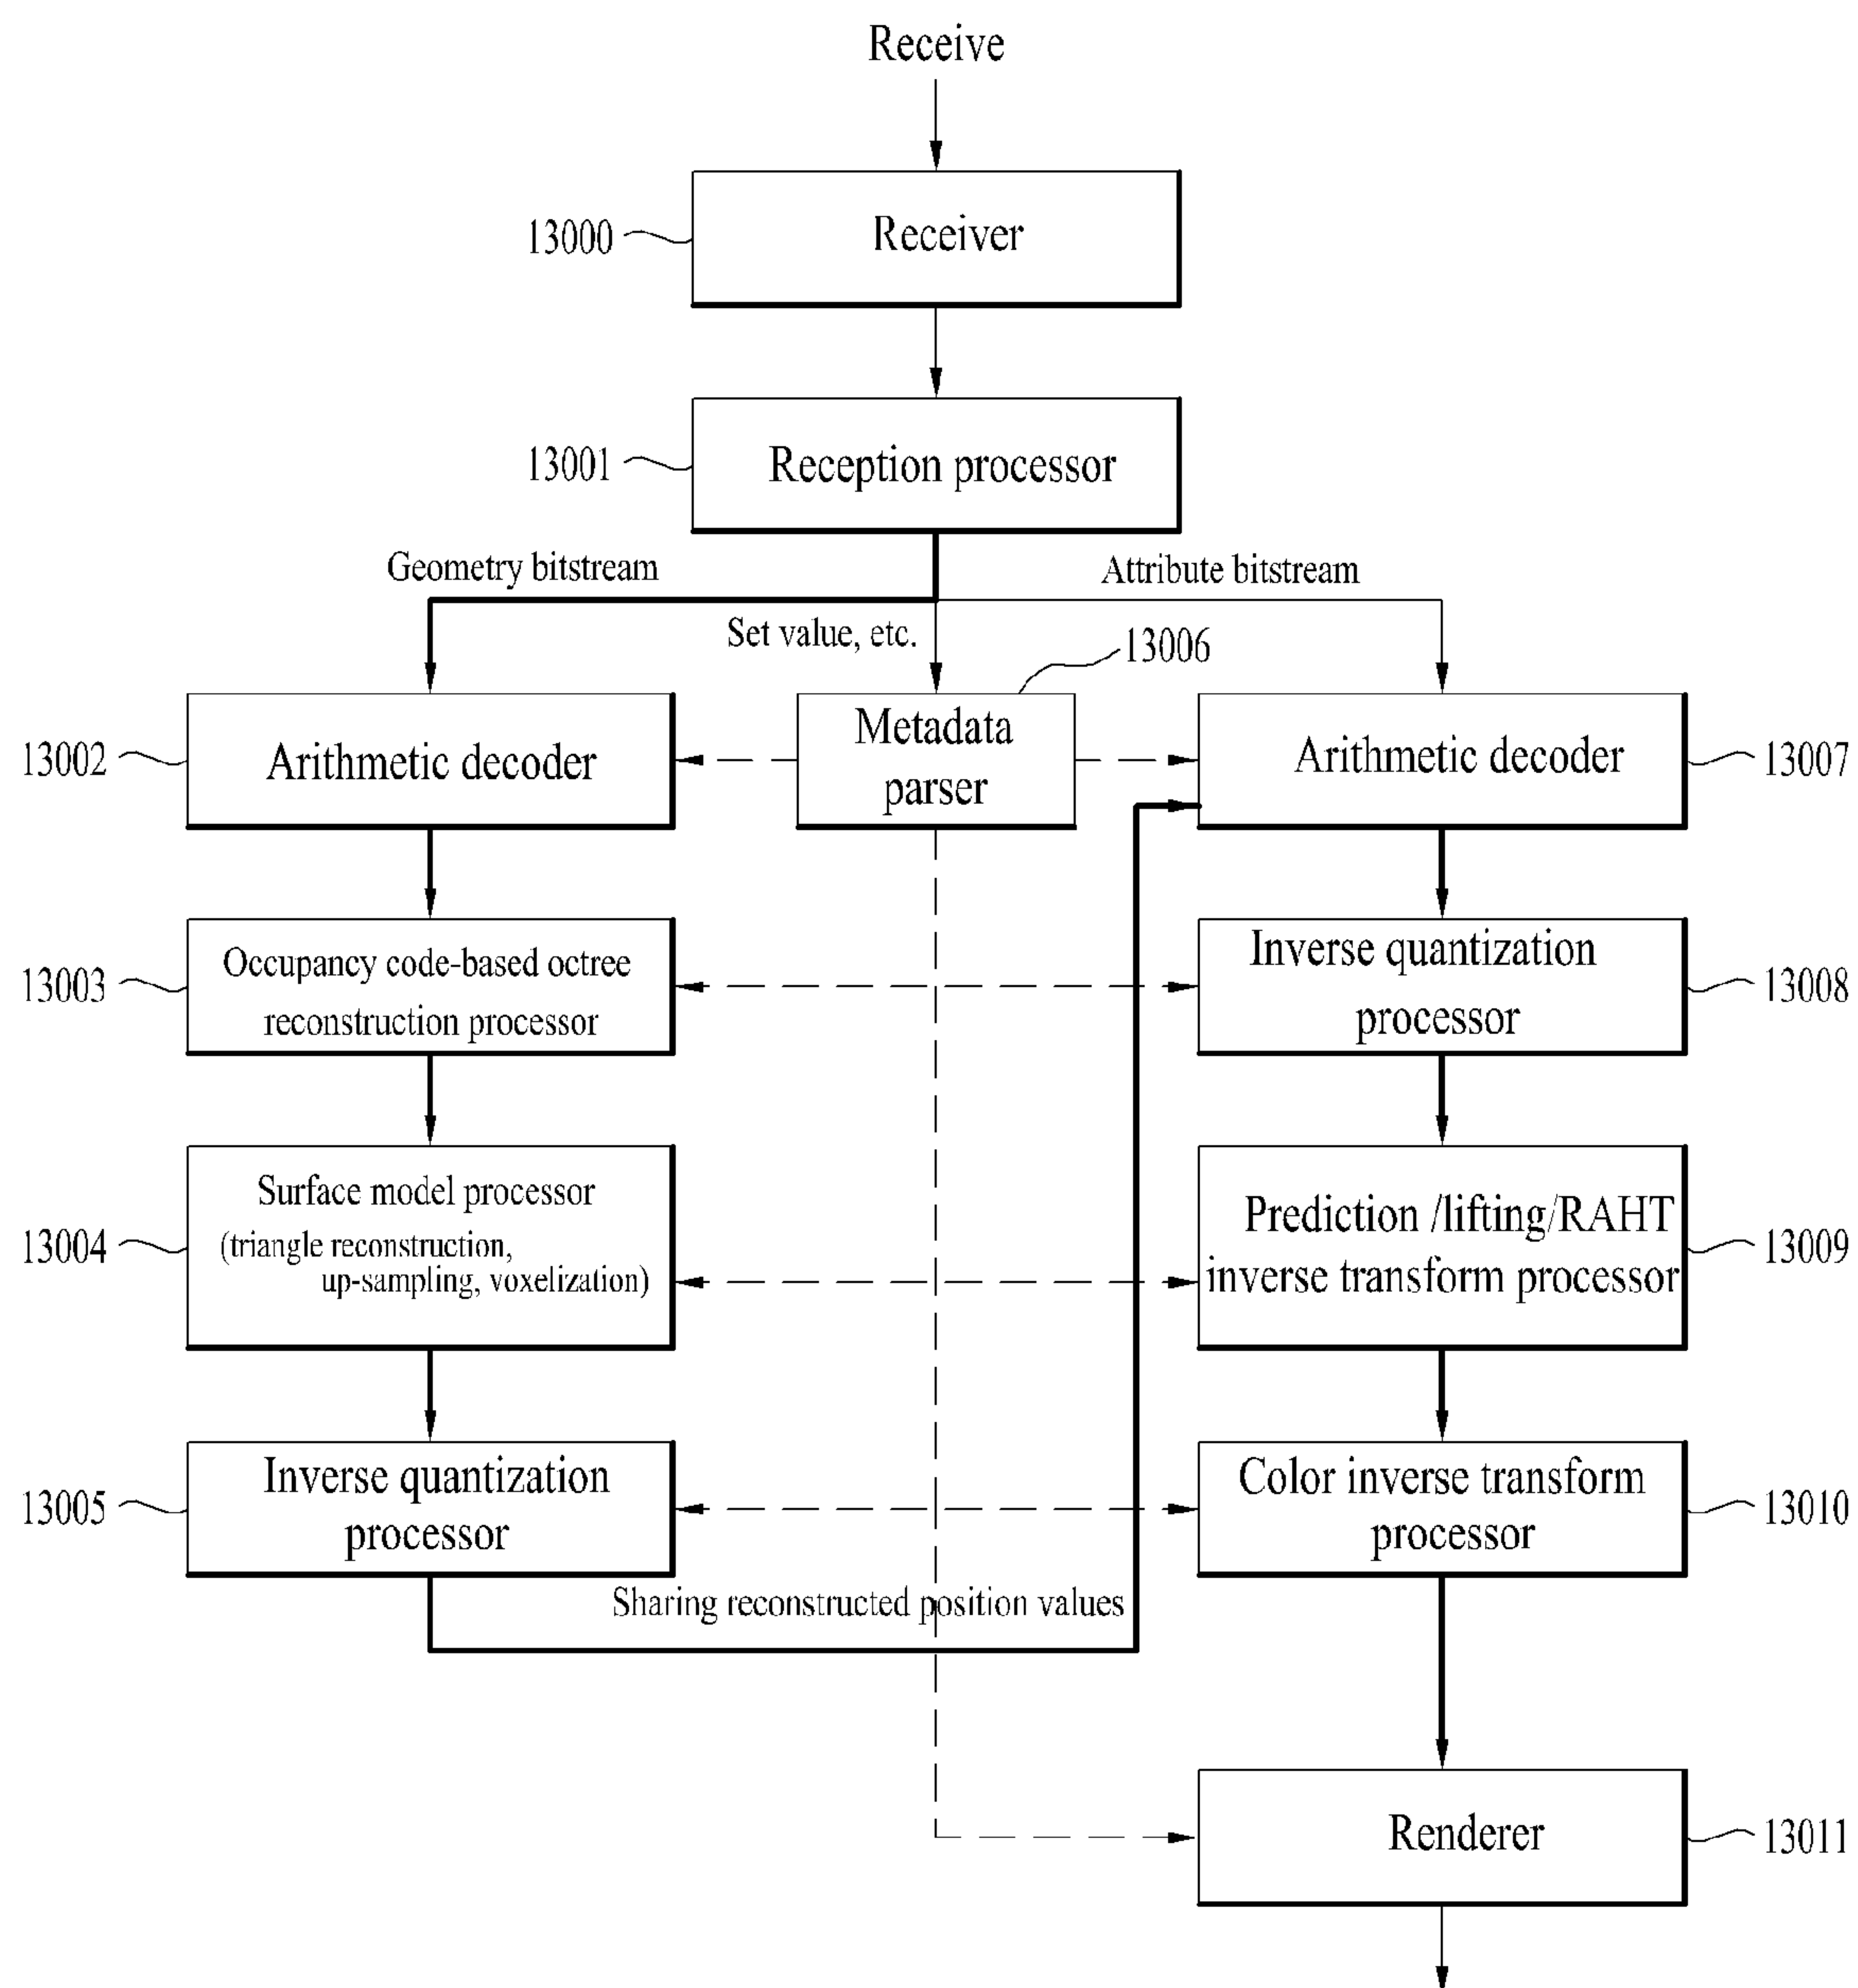 Receive
Receiver
13000
Reception processor
13001
Geometry bitstream
Attribute bitstream
Set value, etc.
13006
13002
Arithmetic decoder
Metadata
parser
Arithmetic decoder
13007
13003
Occupancy code-based octree
reconstruction processor
Inverse quantization
processor
13008
13004
Surface model processor
(triangle reconstruction,
up-sampling, voxelization)
Prediction /lifting/RAHT
inverse transform processor
13009
13005
Inverse quantization
processor
Color inverse transform
processor
13010
Sharing reconstructed position values
Renderer
13011